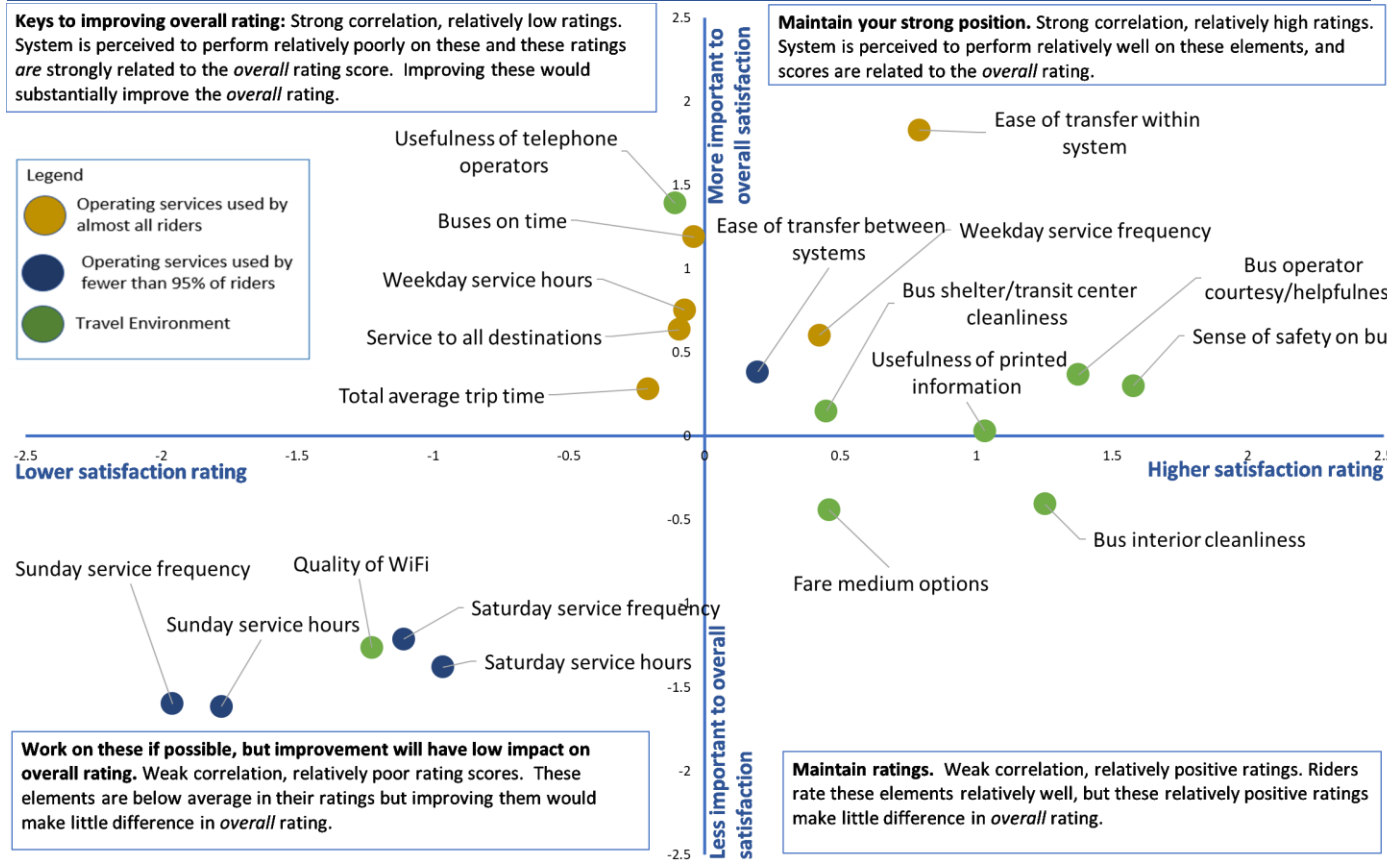 Keys to improving overall rating: Strong correlation, relatively low ratings.
System is perceived to perform relatively poorly on these and these ratings
are strongly related to the overall rating score. Improving these would
substantially improve the overall rating.
Maintain your strong position. Strong correlation, relatively high ratings.
System is perceived to perform relatively well on these elements, and
scores are related to the overall rating.
More important to
overall satisfaction
2.5
2
1.5
1
0.5
0
-0.5
-1
-1.5
-2
-2.5
Legend
Operating services used by
almost all riders
Operating services used by
fewer than 95% of riders
Travel Environment
Usefulness of telephone
operators
Buses on time
Weekday service hours
Service to all destinations
Total average trip time
Ease of transfer within
system
Ease of transfer between
systems
Weekday service frequency
Bus shelter/transit center
cleanliness
Bus operator
courtesy/helpfulnes
Sense of safety on bu
Usefulness of printed
information
-2.5 -2 -1.5 -1 -0.5 0 0.5 1 1.5 2 2.5
Lower satisfaction rating
Higher satisfaction rating
Fare medium options
Bus interior cleanliness
Sunday service frequency
Sunday service hours
Quality of WiFi
Saturday service frequency
Saturday service hours
Less important to overall
satisfaction
Work on these if possible, but improvement will have low impact on
overall rating. Weak correlation, relatively poor rating scores. These
elements are below average in their ratings but improving them would
make little difference in overall rating.
Maintain ratings. Weak correlation, relatively positive ratings. Riders
rate these elements relatively well, but these relatively positive ratings
make little difference in overall rating.